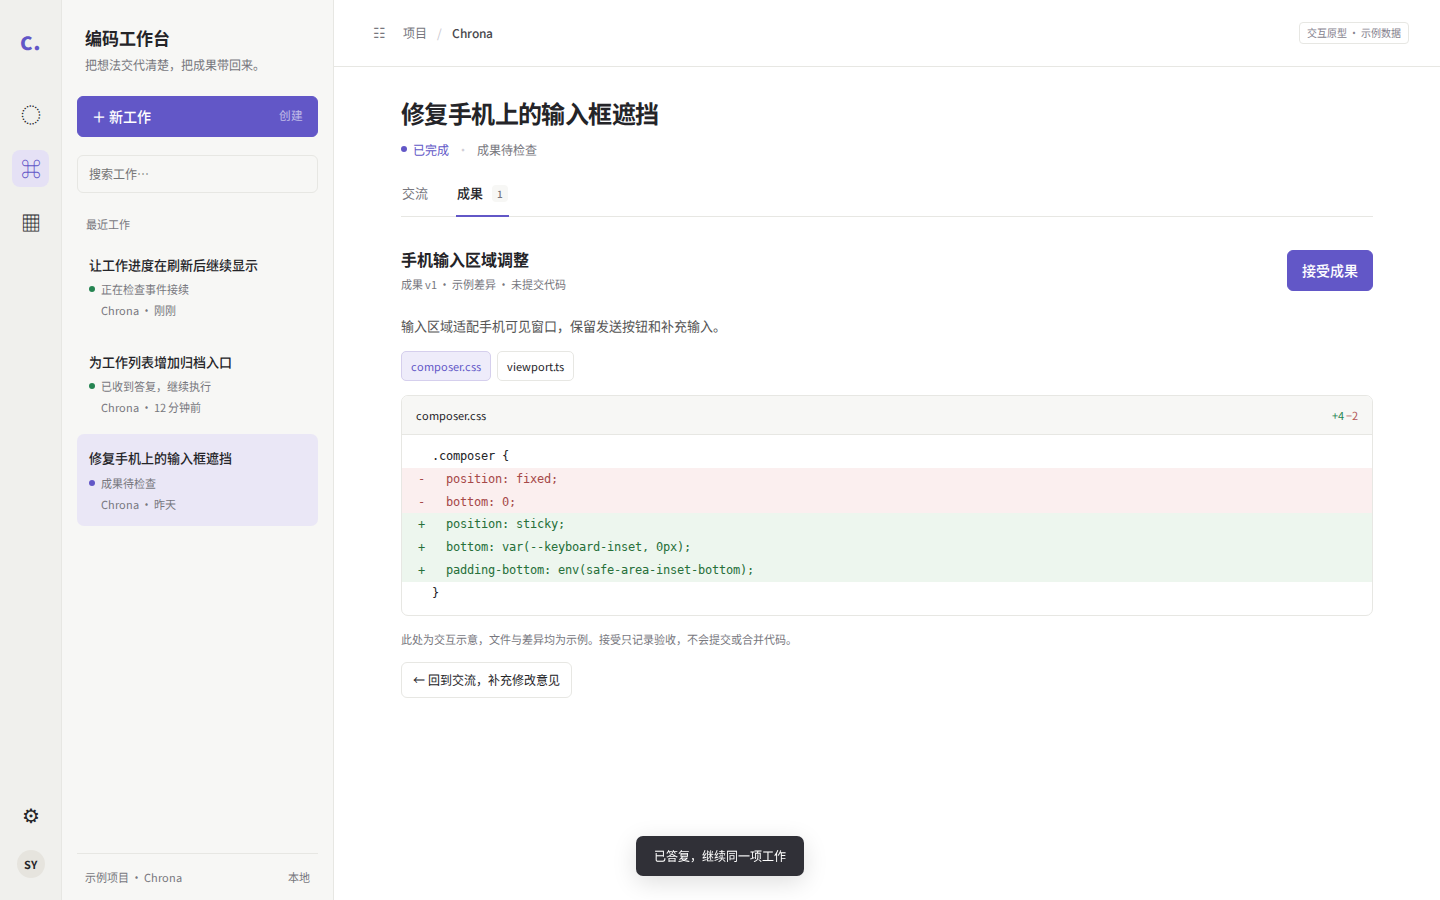 c.
编码工作台
把想法交代清楚，把成果带回来。
+ 新工作 创建
搜索工作…
最近工作
让工作进度在刷新后继续显示
正在检查事件接续
Chrona · 刚刚
为工作列表增加归档入口
已收到答复，继续执行
Chrona · 12 分钟前
修复手机上的输入框遮挡
成果待检查
Chrona · 昨天
SY
示例项目 · Chrona 本地
项目 / Chrona
交互原型 · 示例数据
修复手机上的输入框遮挡
已完成 · 成果待检查
交流 成果 1
手机输入区域调整
成果 v1 · 示例差异 · 未提交代码
接受成果
输入区域适配手机可见窗口，保留发送按钮和补充输入。
composer.css viewport.ts
composer.css +4 −2
.composer {
- position: fixed;
- bottom: 0;
+ position: sticky;
+ bottom: var(--keyboard-inset, 0px);
+ padding-bottom: env(safe-area-inset-bottom);
}
此处为交互示意，文件与差异均为示例。接受只记录验收，不会提交或合并代码。
← 回到交流，补充修改意见
已答复，继续同一项工作